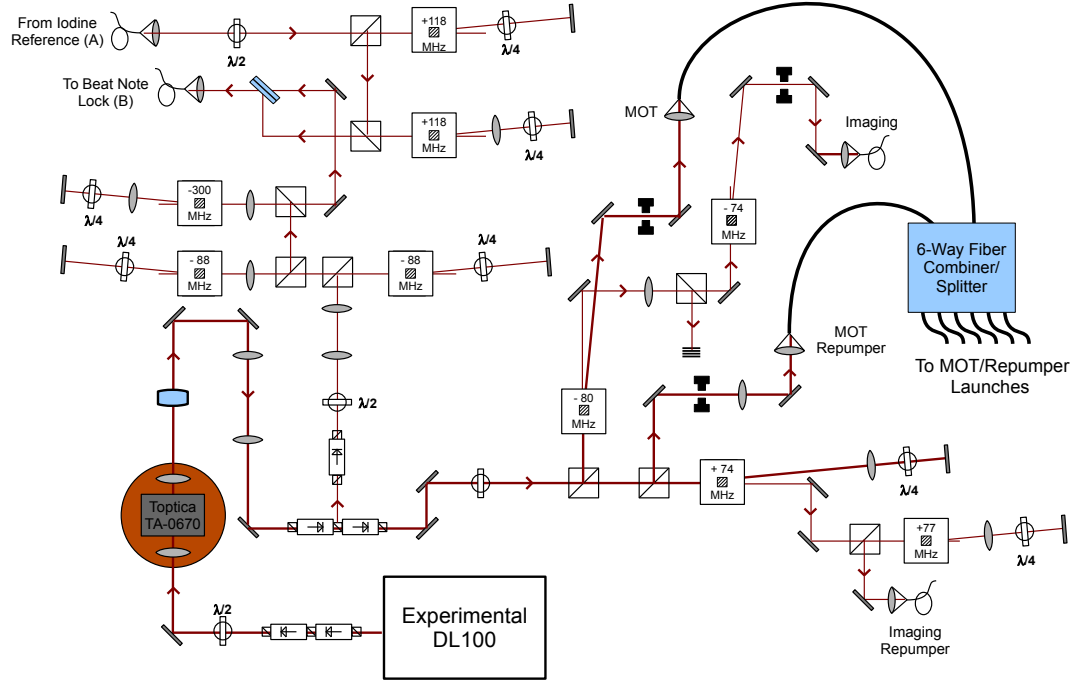 From Iodine
Reference (A)
λ/2
+118
MHz
λ/4
To Beat Note
Lock (B)
+118
MHz
λ/4
MOT
Imaging
-300
MHz
λ/4
- 74
MHz
λ/4
- 88
MHz
- 88
MHz
λ/4
6-Way Fiber
Combiner/
Splitter
MOT
Repumper
To MOT/Repumper
Launches
λ/2
- 80
MHz
+ 74
MHz
λ/4
Toptica
TA-0670
+77
MHz
λ/4
λ/2
Experimental
DL100
Imaging
Repumper